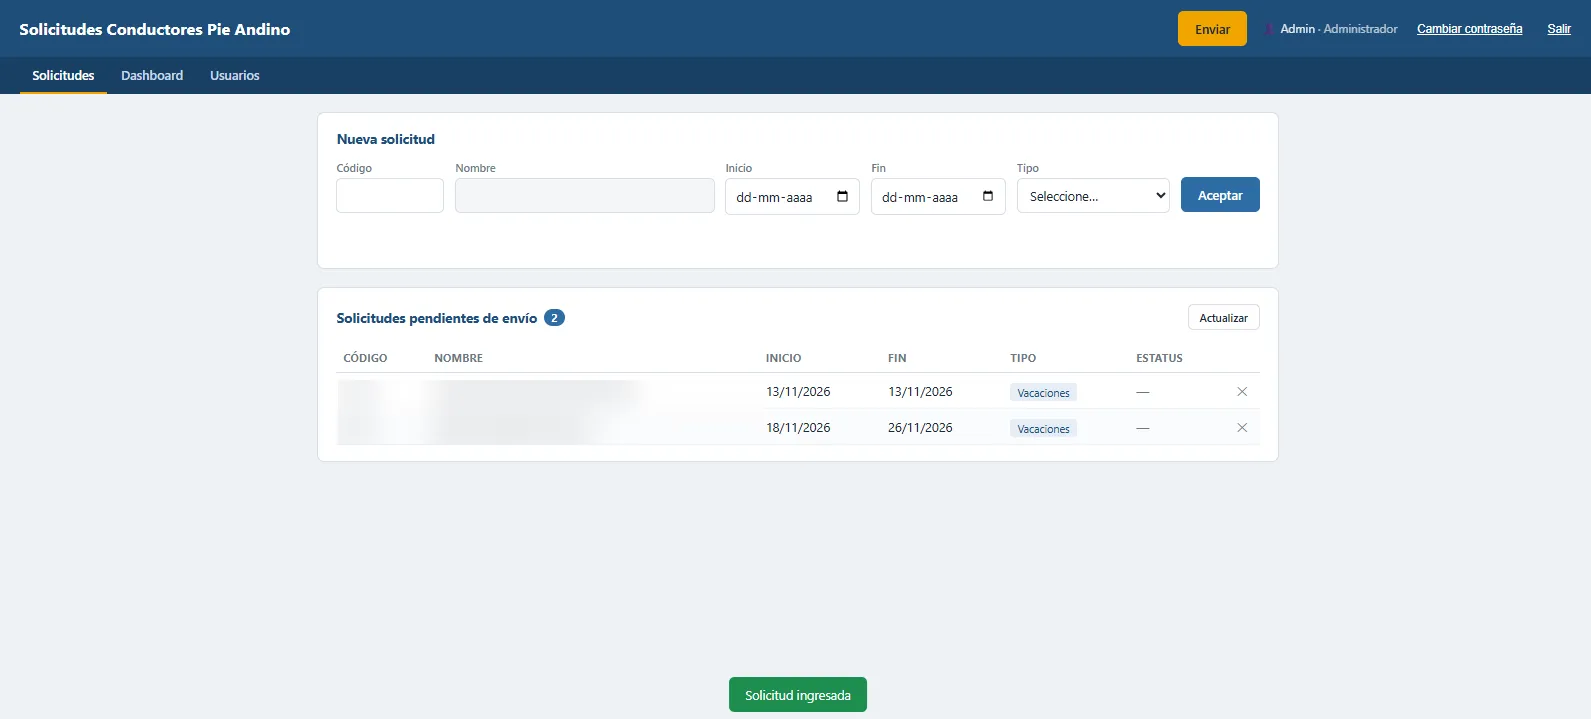 Solicitudes Conductores Pie Andino
Enviar
Admin · Administrador
Cambiar contraseña
Salir
Solicitudes
Dashboard
Usuarios
Nueva solicitud
Código
Nombre
Inicio
Fin
Tipo
dd-mm-aaaa
dd-mm-aaaa
Seleccione...
Aceptar
Solicitudes pendientes de envío 2
Actualizar
CÓDIGO NOMBRE INICIO FIN TIPO ESTATUS
13/11/2026 13/11/2026 Vacaciones —
18/11/2026 26/11/2026 Vacaciones —
Solicitud ingresada